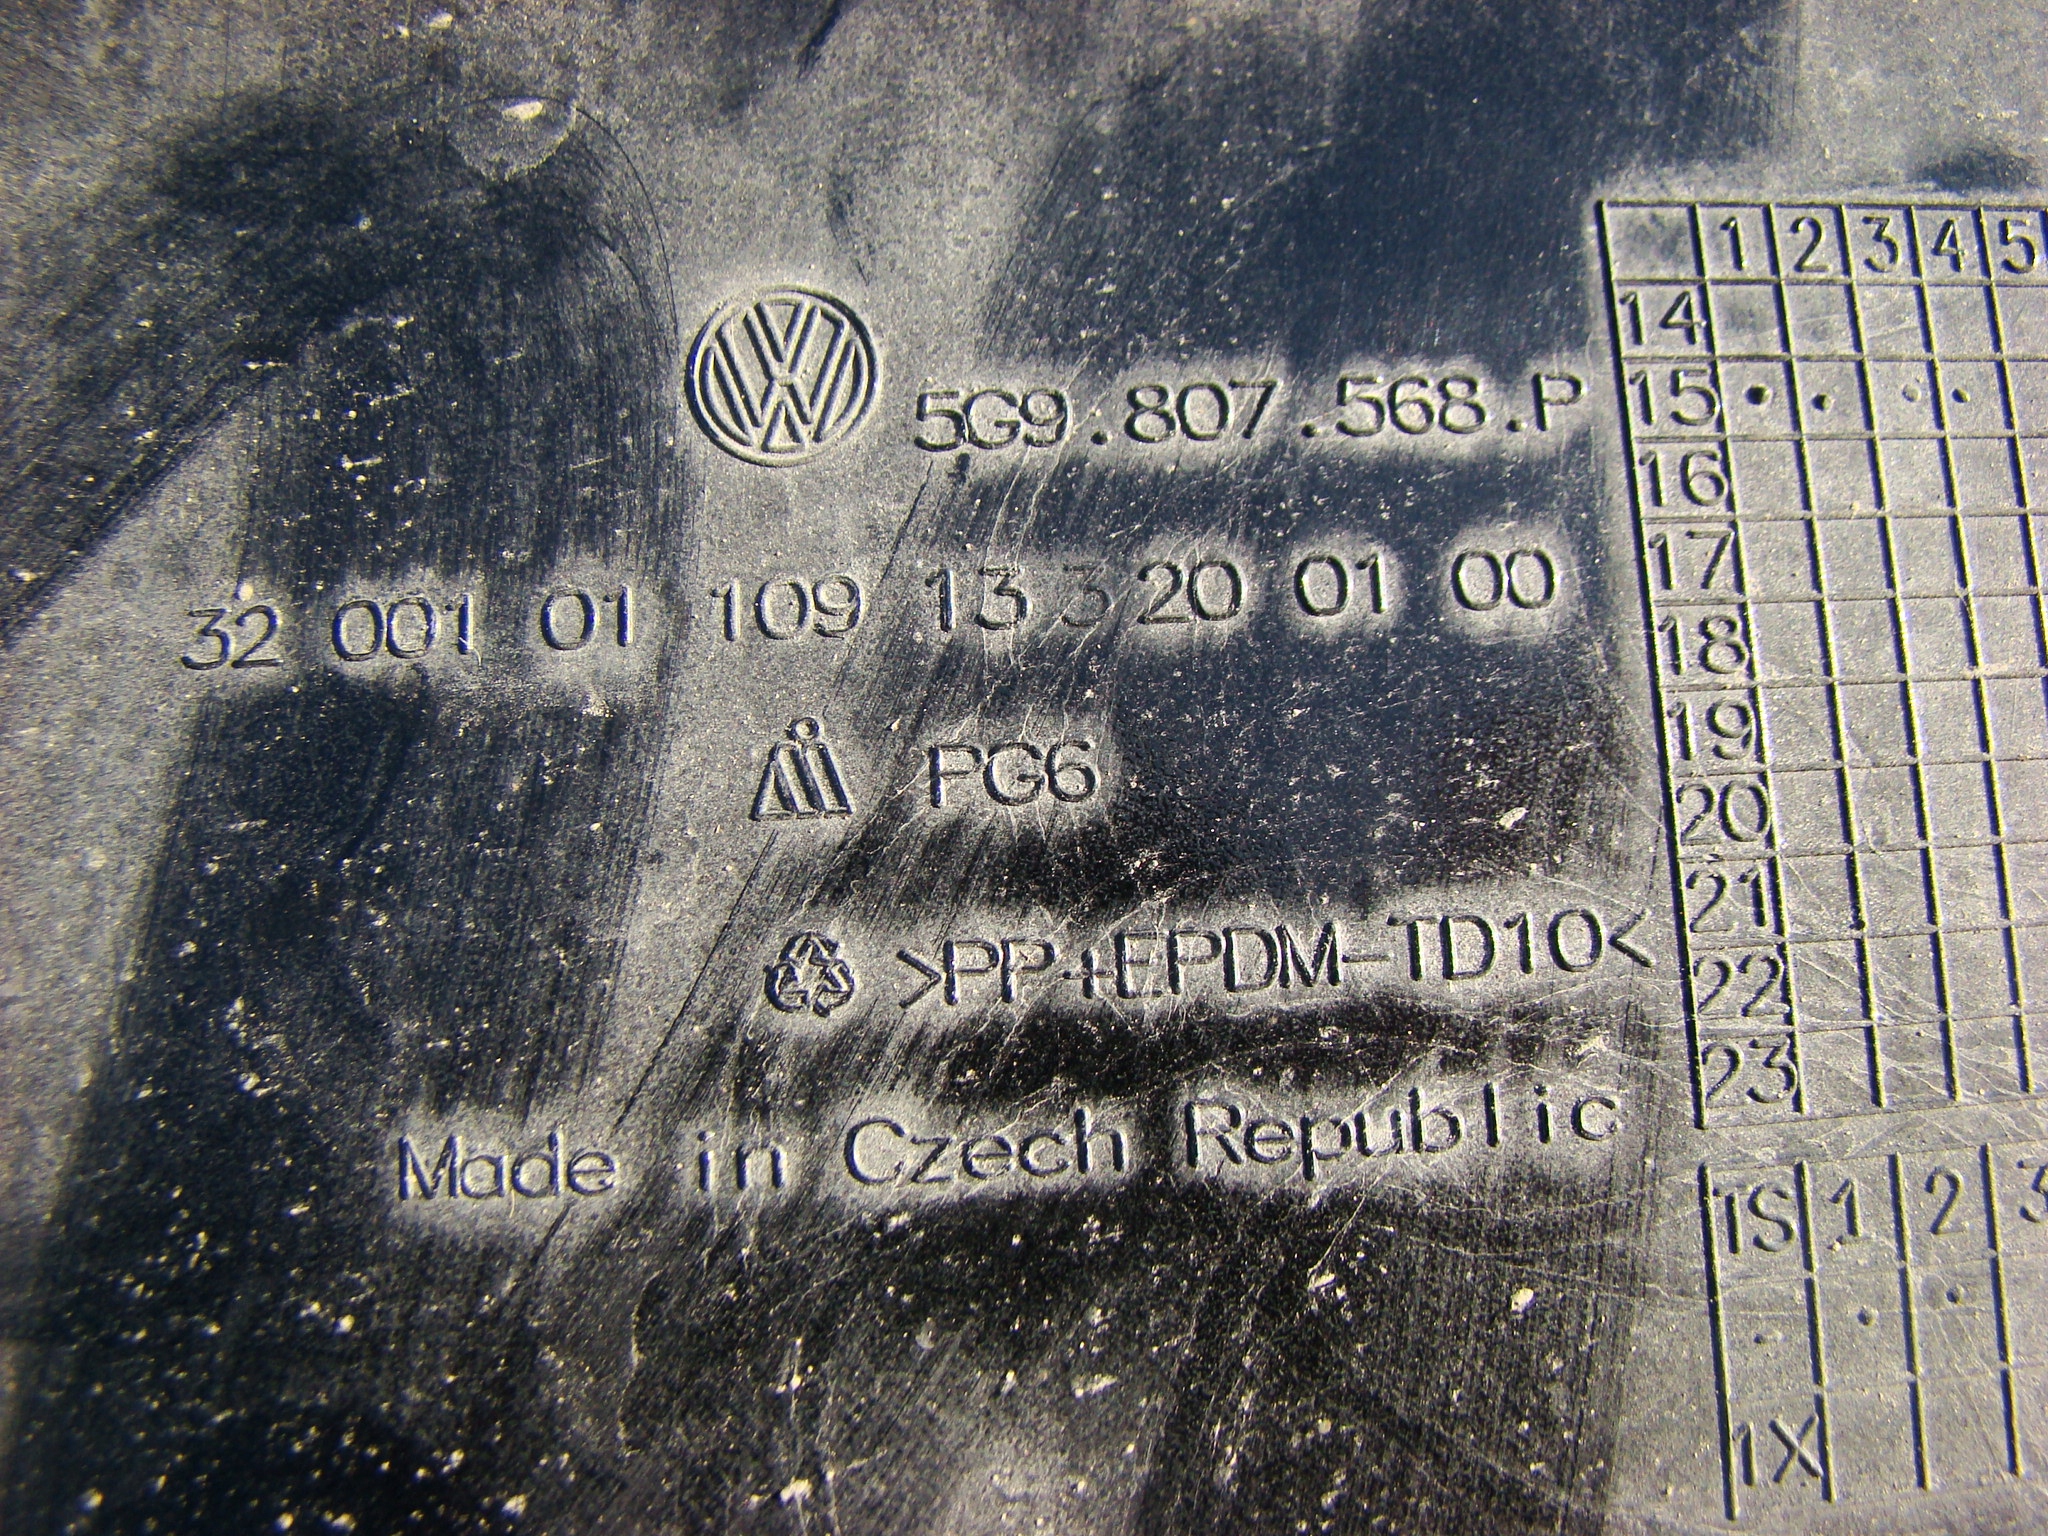 5G9.807.568.P
32 001 01 109 13 3 20 01 00
PG6
>PP+EPDM-TD10<
Made in Czech Republic
1 2 3 4 5
14
15
16
17
18
19
20
21
22
23
TS 1 2 3
1X